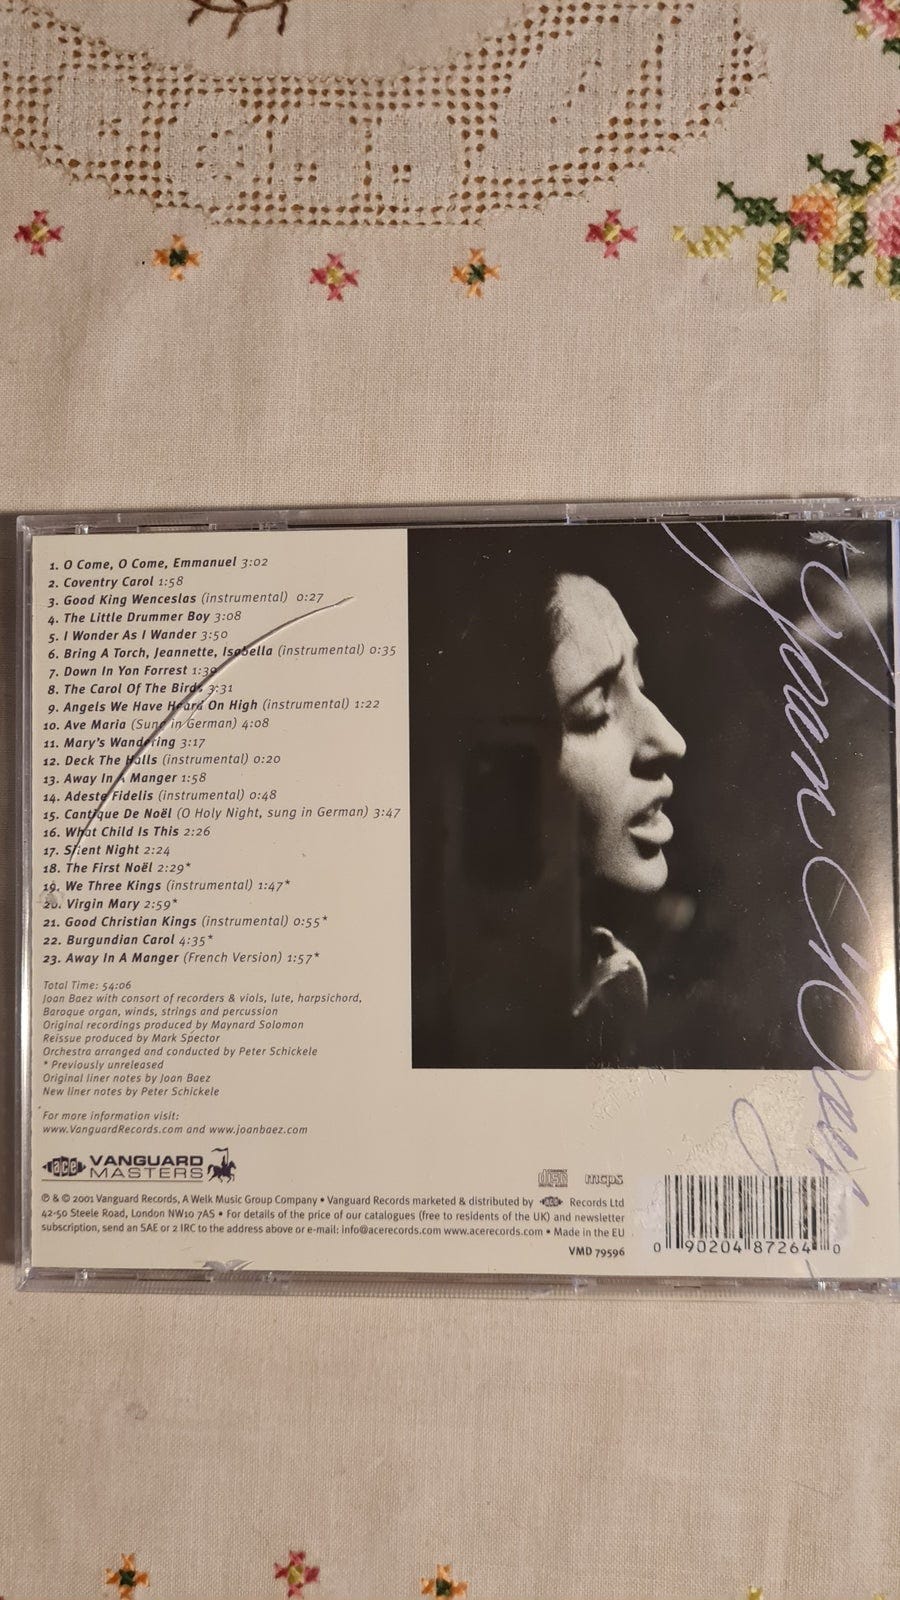 1. O Come, O Come, Emmanuel 3:02
2. Coventry Carol 1:58
3. Good King Wenceslas (instrumental) 0:27
4. The Little Drummer Boy 3:08
5. I Wonder As I Wander 3:50
6. Bring A Torch, Jeannette, Isabella (instrumental) 0:35
7. Down In Yon Forrest 1:39
8. The Carol Of The Birds 3:31
9. Angels We Have Heard On High (instrumental) 1:22
10. Ave Maria (Sung in German) 4:08
11. Mary's Wandering 3:17
12. Deck The Halls (instrumental) 0:20
13. Away In A Manger 1:58
14. Adeste Fidelis (instrumental) 0:48
15. Cantique De Noël (O Holy Night, sung in German) 3:47
16. What Child Is This 2:26
17. Silent Night 2:24
18. The First Noël 2:29*
19. We Three Kings (instrumental) 1:47*
20. Virgin Mary 2:59*
21. Good Christian Kings (instrumental) 0:55*
22. Burgundian Carol 4:35*
23. Away In A Manger (French Version) 1:57*
Total Time: 54:06
Joan Baez with consort of recorders & viols, lute, harpsichord,
Baroque organ, winds, strings and percussion
Original recordings produced by Maynard Solomon
Reissue produced by Mark Spector
Orchestra arranged and conducted by Peter Schickele
* Previously unreleased
Original liner notes by Joan Baez
New liner notes by Peter Schickele
For more information visit:
www.VanguardRecords.com and www.joanbaez.com
ace VANGUARD
MASTERS
COMPACT
disc
DIGITAL AUDIO
mcps
℗ & © 2001 Vanguard Records, A Welk Music Group Company • Vanguard Records marketed & distributed by ace Records Ltd
42-50 Steele Road, London NW10 7AS • For details of the price of our catalogues (free to residents of the UK) and newsletter
subscription, send an SAE or 2 IRC to the address above or e-mail: info@acerecords.com www.acerecords.com • Made in the EU
VMD 79596
0 90204 87264 0